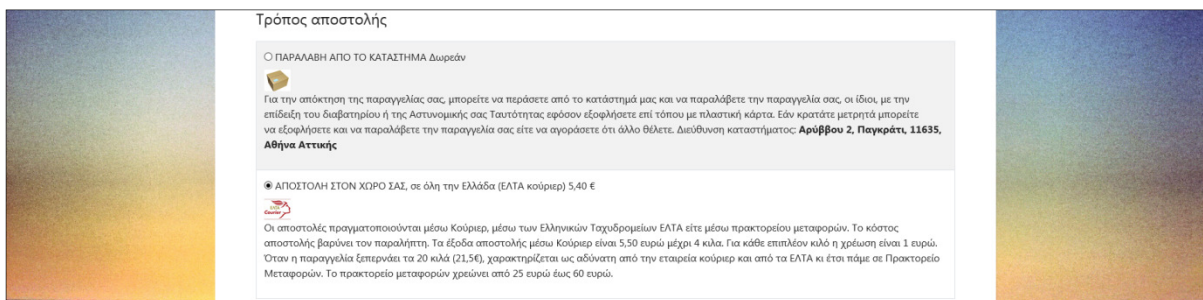 Τρόπος αποστολής
ΠΑΡΑΛΑΒΗ ΑΠΟ ΤΟ ΚΑΤΑΣΤΗΜΑ Δωρεάν
Για την απόκτηση της παραγγελίας σας, μπορείτε να περάσετε από το κατάστημά μας και να παραλάβετε την παραγγελία σας, οι ίδιοι, με την
επίδειξη του διαβατηρίου ή της Αστυνομικής σας Ταυτότητας εφόσον εξοφλήσετε επί τόπου με πλαστική κάρτα. Εάν κρατάτε μετρητά μπορείτε
να εξοφλήσετε και να παραλάβετε την παραγγελία σας είτε να αγοράσετε ότι άλλο θέλετε. Διεύθυνση καταστήματος: Αρύββου 2, Παγκράτι, 11635,
Αθήνα Αττικής
ΑΠΟΣΤΟΛΗ ΣΤΟΝ ΧΩΡΟ ΣΑΣ, σε όλη την Ελλάδα (ΕΛΤΑ κούριερ) 5,40 €
ΕΛΤΑ
Courier
Οι αποστολές πραγματοποιούνται μέσω Κούριερ, μέσω των Ελληνικών Ταχυδρομείων ΕΛΤΑ είτε μέσω πρακτορείου μεταφορών. Το κόστος
αποστολής βαρύνει τον παραλήπτη. Τα έξοδα αποστολής μέσω Κούριερ είναι 5,50 ευρώ μέχρι 4 κιλα. Για κάθε επιπλέον κιλό η χρέωση είναι 1 ευρώ.
Όταν η παραγγελία ξεπερνάει τα 20 κιλά (21,5€), χαρακτηρίζεται ως αδύνατη από την εταιρεία κούριερ και από τα ΕΛΤΑ κι έτσι πάμε σε Πρακτορείο
Μεταφορών. Το πρακτορείο μεταφορών χρεώνει από 25 ευρώ έως 60 ευρώ.